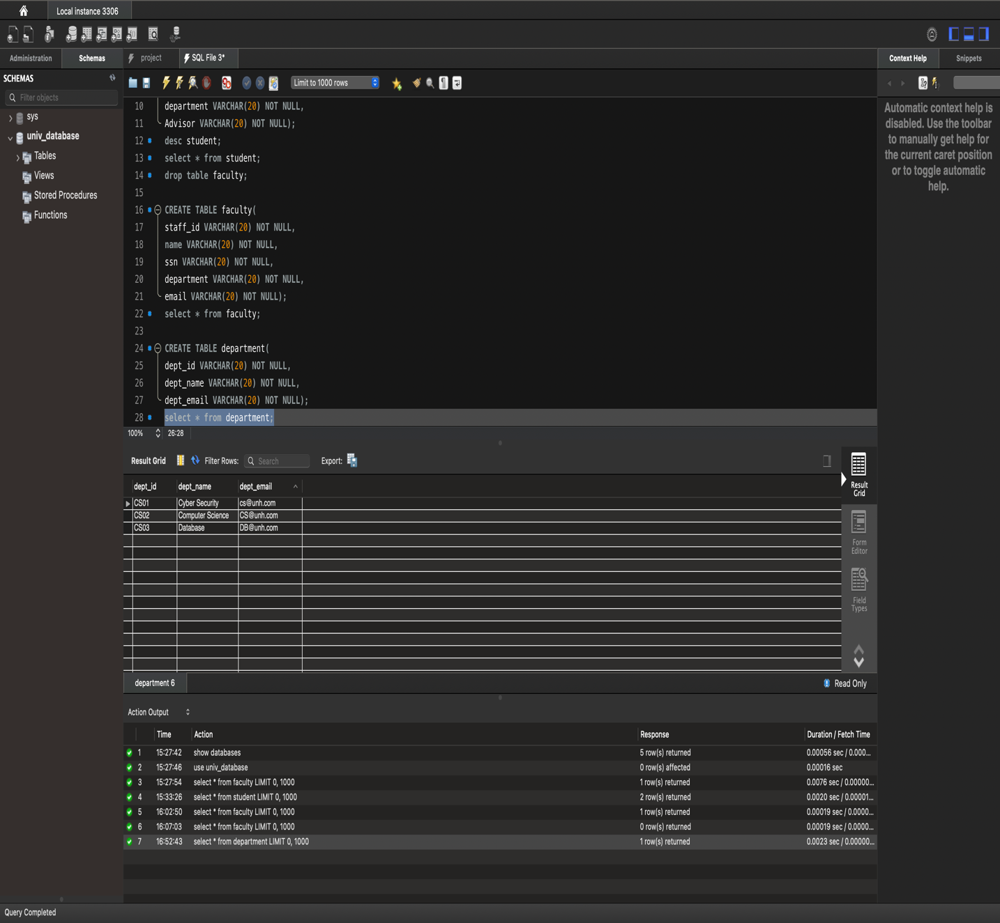 Local instance 3306
Administration
Schemas
project
SQL File 3*
Context Help
Snippets
SCHEMAS
Filter objects
sys
univ_database
Tables
Views
Stored Procedures
Functions
Limit to 1000 rows
10 department VARCHAR(20) NOT NULL,
11 Advisor VARCHAR(20) NOT NULL);
12 desc student;
13 select * from student;
14 drop table faculty;
15
16 CREATE TABLE faculty(
17 staff_id VARCHAR(20) NOT NULL,
18 name VARCHAR(20) NOT NULL,
19 ssn VARCHAR(20) NOT NULL,
20 department VARCHAR(20) NOT NULL,
21 email VARCHAR(20) NOT NULL);
22 select * from faculty;
23
24 CREATE TABLE department(
25 dept_id VARCHAR(20) NOT NULL,
26 dept_name VARCHAR(20) NOT NULL,
27 dept_email VARCHAR(20) NOT NULL);
28 select * from department;
100% 26:28
Automatic context help is
disabled. Use the toolbar
to manually get help for
the current caret position
or to toggle automatic
help.
Result Grid Filter Rows: Search Export:
dept_id dept_name dept_email
CS01 Cyber Security cs@unh.com
CS02 Computer Science CS@unh.com
CS03 Database DB@unh.com
Result
Grid
Form
Editor
Field
Types
department 6
Read Only
Action Output
Time Action Response Duration / Fetch Time
1 15:27:42 show databases 5 row(s) returned 0.00056 sec / 0.000...
2 15:27:46 use univ_database 0 row(s) affected 0.00016 sec
3 15:27:54 select * from faculty LIMIT 0, 1000 1 row(s) returned 0.0076 sec / 0.00000...
4 15:33:26 select * from student LIMIT 0, 1000 2 row(s) returned 0.0020 sec / 0.00001...
5 16:02:50 select * from faculty LIMIT 0, 1000 1 row(s) returned 0.00019 sec / 0.0000...
6 16:07:03 select * from faculty LIMIT 0, 1000 0 row(s) returned 0.00019 sec / 0.0000...
7 16:52:43 select * from department LIMIT 0, 1000 1 row(s) returned 0.0023 sec / 0.00000...
Query Completed